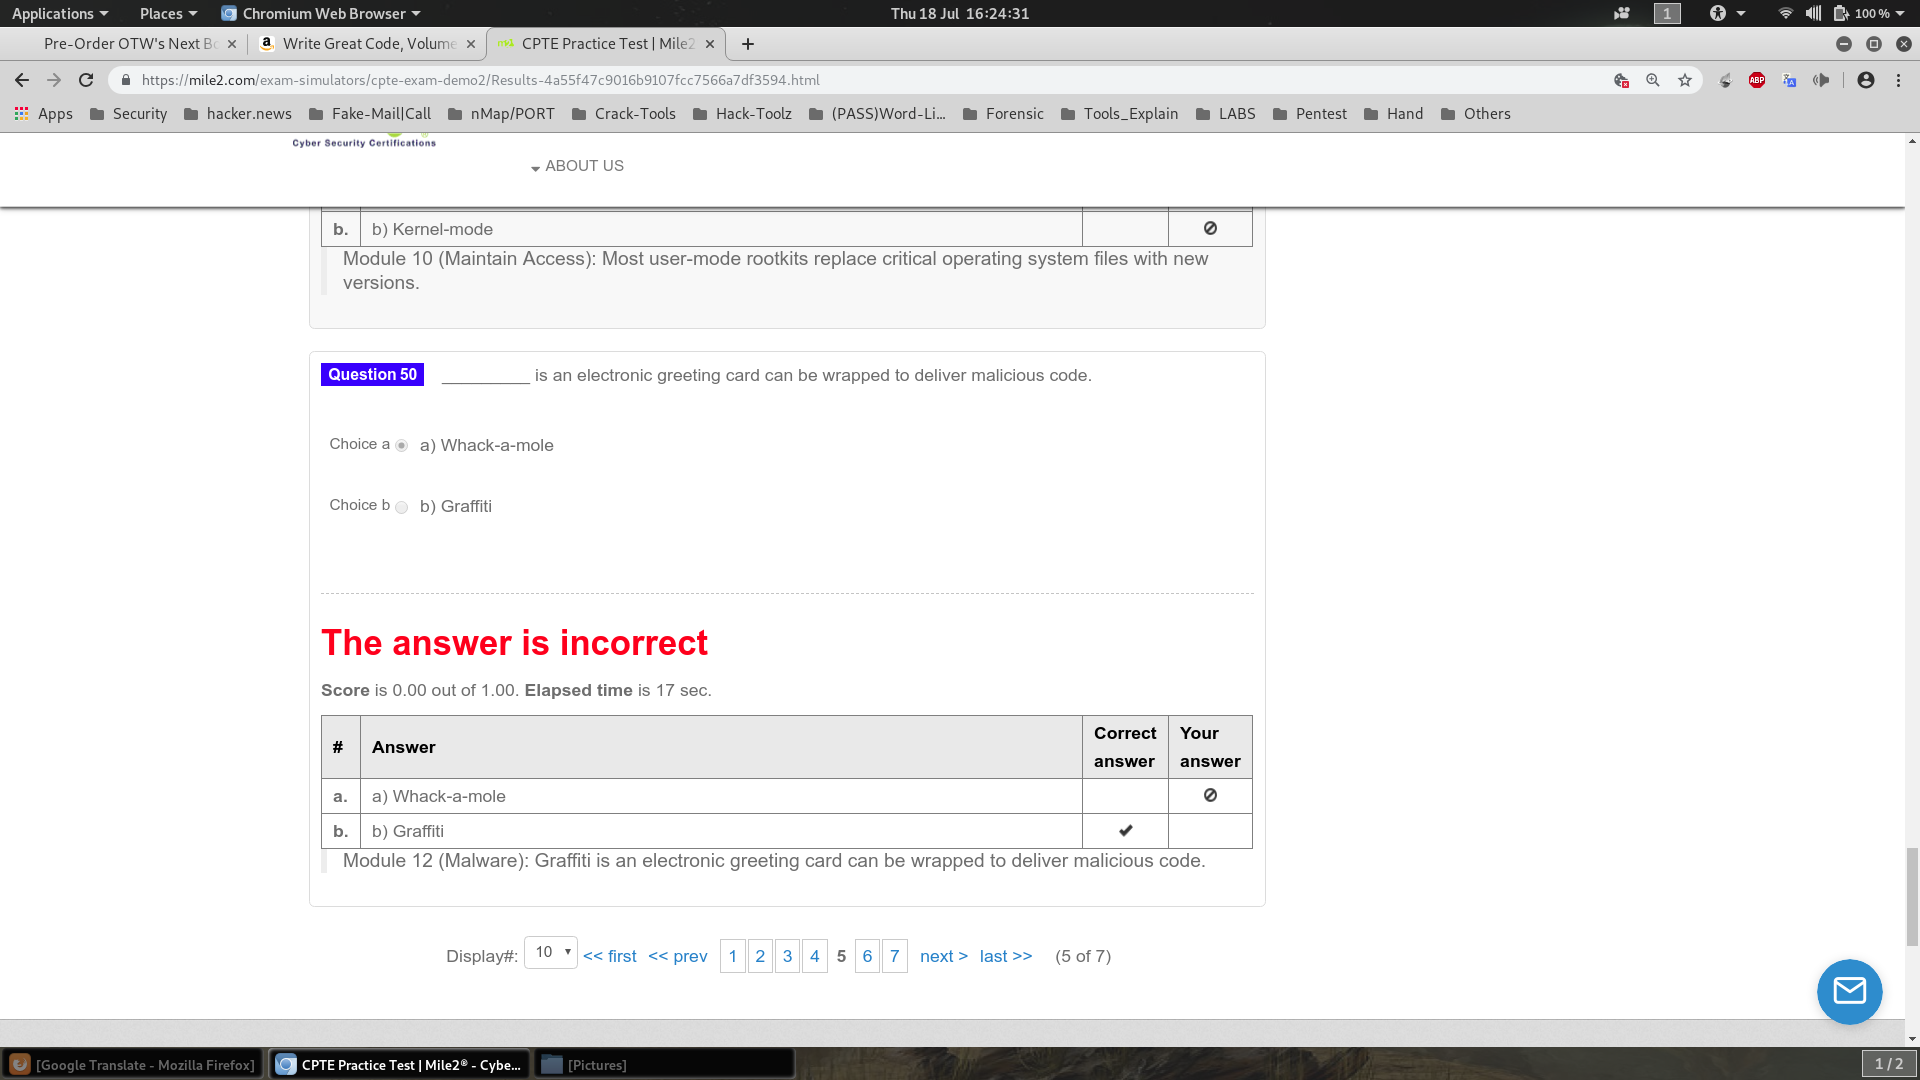 Applications Places Chromium Web Browser Thu 18 Jul 16:24:31 1 100 %
Pre-Order OTW's Next Bo Write Great Code, Volume CPTE Practice Test | Mile2
https://mile2.com/exam-simulators/cpte-exam-demo2/Results-4a55f47c9016b9107fcc7566a7df3594.html ABP
Apps Security hacker.news Fake-Mail|Call nMap/PORT Crack-Tools Hack-Toolz (PASS)Word-Li... Forensic Tools_Explain LABS Pentest Hand Others
Cyber Security Certifications
ABOUT US
b. b) Kernel-mode
Module 10 (Maintain Access): Most user-mode rootkits replace critical operating system files with new
versions.
Question 50 __________ is an electronic greeting card can be wrapped to deliver malicious code.
Choice a a) Whack-a-mole
Choice b b) Graffiti
The answer is incorrect
Score is 0.00 out of 1.00. Elapsed time is 17 sec.
# Answer Correct answer Your answer
a. a) Whack-a-mole
b. b) Graffiti
Module 12 (Malware): Graffiti is an electronic greeting card can be wrapped to deliver malicious code.
Display#: 10 << first << prev 1 2 3 4 5 6 7 next > last >> (5 of 7)
[Google Translate - Mozilla Firefox] CPTE Practice Test | Mile2® - Cybe... [Pictures] 1 / 2